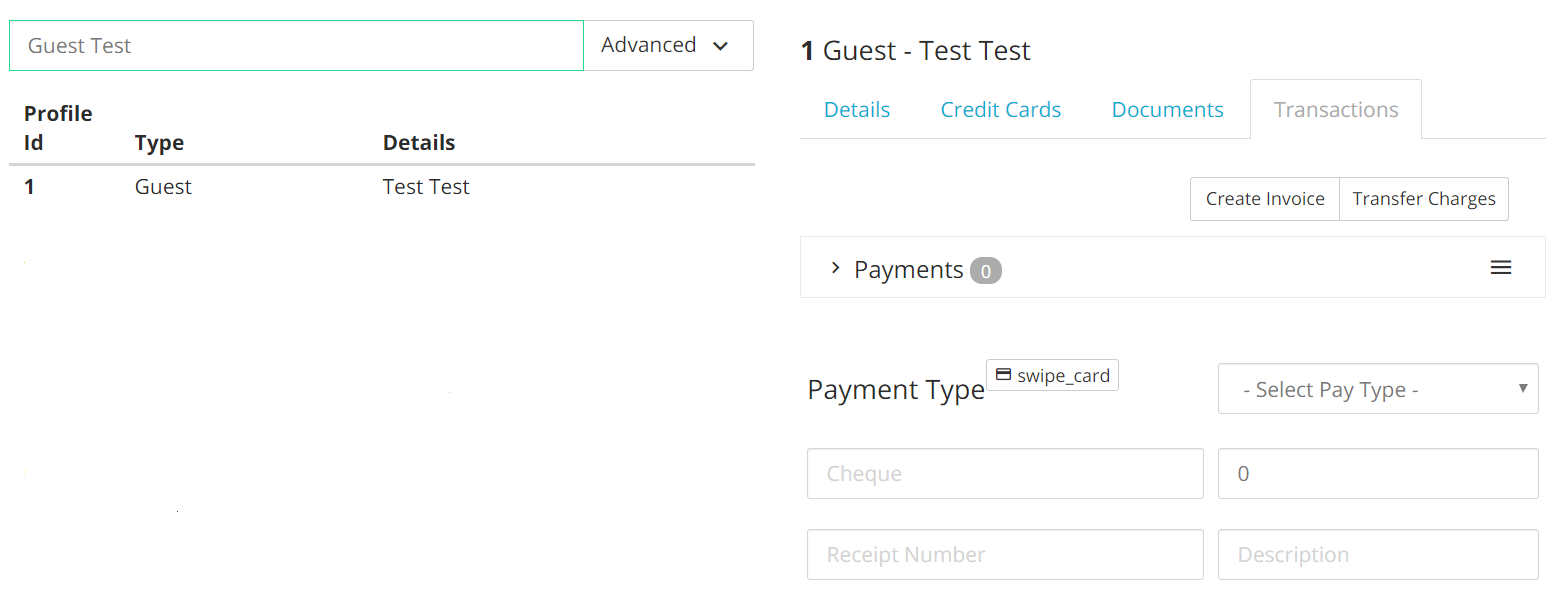 Guest Test
Advanced
Profile
Id
Type
Details
1
Guest
Test Test
1 Guest - Test Test
Details
Credit Cards
Documents
Transactions
Create Invoice
Transfer Charges
Payments 0
Payment Type
swipe_card
- Select Pay Type -
Cheque
0
Receipt Number
Description